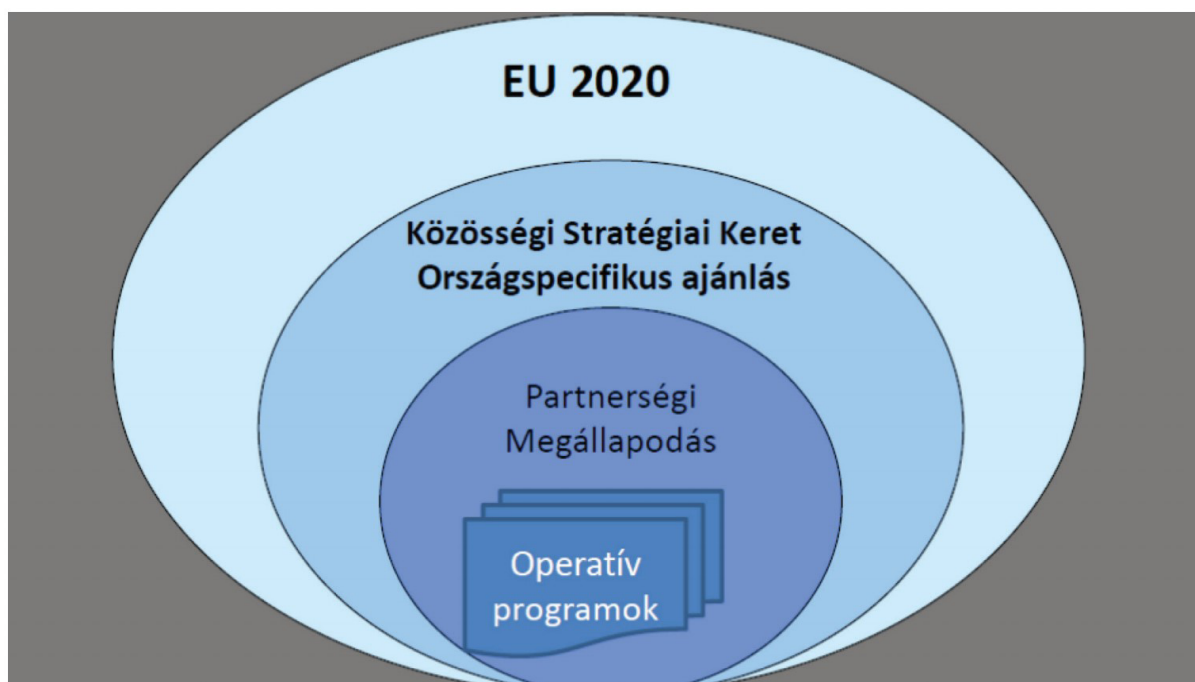 EU 2020
Közösségi Stratégiai Keret
Országspecifikus ajánlás
Partnerségi
Megállapodás
Operatív
programok